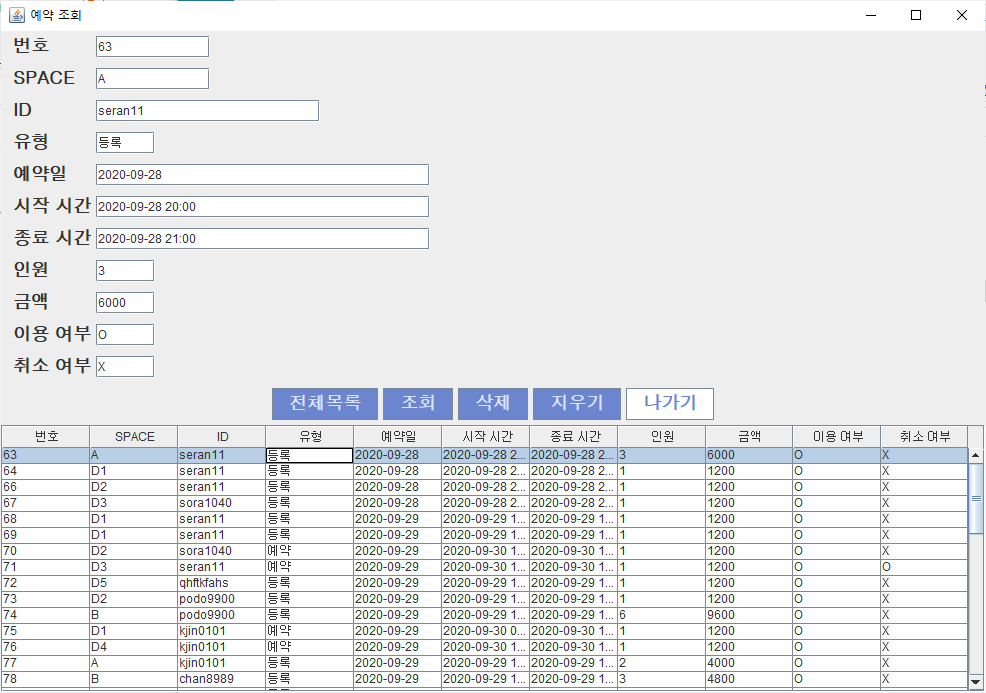 예약 조회
번호 63
SPACE A
ID seran11
유형 등록
예약일 2020-09-28
시작 시간 2020-09-28 20:00
종료 시간 2020-09-28 21:00
인원 3
금액 6000
이용 여부 O
취소 여부 X
전체목록 조회 삭제 지우기 나가기
번호 SPACE ID 유형 예약일 시작 시간 종료 시간 인원 금액 이용 여부 취소 여부
63 A seran11 등록 2020-09-28 2020-09-28 2... 2020-09-28 2... 3 6000 O X
64 D1 seran11 등록 2020-09-28 2020-09-28 2... 2020-09-28 2... 1 1200 O X
66 D2 seran11 등록 2020-09-28 2020-09-28 2... 2020-09-28 2... 1 1200 O X
67 D3 sora1040 등록 2020-09-28 2020-09-28 2... 2020-09-28 2... 1 1200 O X
68 D1 seran11 등록 2020-09-29 2020-09-29 1... 2020-09-29 1... 1 1200 O X
69 D1 seran11 등록 2020-09-29 2020-09-29 1... 2020-09-29 1... 1 1200 O X
70 D2 sora1040 예약 2020-09-29 2020-09-30 1... 2020-09-30 1... 1 1200 O X
71 D3 seran11 예약 2020-09-29 2020-09-30 1... 2020-09-30 1... 1 1200 O O
72 D5 qhftkfahs 등록 2020-09-29 2020-09-29 1... 2020-09-29 1... 1 1200 O X
73 D2 podo9900 등록 2020-09-29 2020-09-29 1... 2020-09-29 1... 1 1200 O X
74 B podo9900 등록 2020-09-29 2020-09-29 1... 2020-09-29 1... 6 9600 O X
75 D1 kjin0101 예약 2020-09-29 2020-09-30 0... 2020-09-30 1... 1 1200 O X
76 D4 kjin0101 예약 2020-09-29 2020-09-30 1... 2020-09-30 1... 1 1200 O X
77 A kjin0101 등록 2020-09-29 2020-09-29 1... 2020-09-29 1... 2 4000 O X
78 B chan8989 등록 2020-09-29 2020-09-29 1... 2020-09-29 1... 3 4800 O X